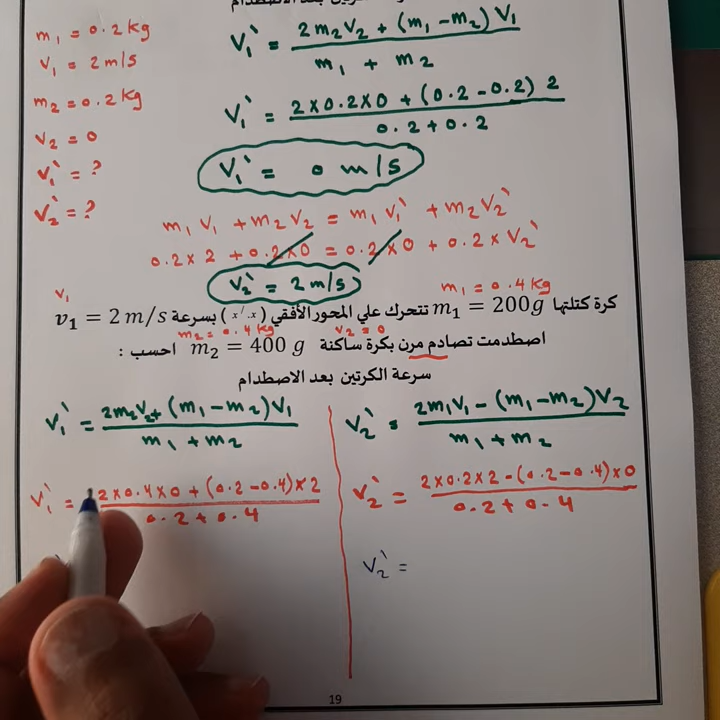 بعد الاصطدام
m₁ = 0.2 kg
V₁ = 2 m/s
m₂ = 0.2 kg
V₂ = 0
V₁` = ?
V₂` = ?
V₁` = (2 m₂ V₂ + (m₁ - m₂) V₁) / (m₁ + m₂)
V₁` = (2 × 0.2 × 0 + (0.2 - 0.2) 2) / (0.2 + 0.2)
V₁` = 0 m/s
m₁ V₁ + m₂ V₂ = m₁ V₁` + m₂ V₂`
0.2 × 2 + 0.2 × 0 = 0.2 × 0 + 0.2 × V₂`
V₂` = 2 m/s
V₁
m₁ = 0.4 kg
كرة كتلتها m₁ = 200g تتحرك علي المحور الأفقي ( x′.x ) بسرعة v₁ = 2 m/s
m₂ = 0.4 kg
V₂ = 0
اصطدمت تصادم مرن بكرة ساكنة m₂ = 400 g احسب :
سرعة الكرتين بعد الاصطدام
V₁` = (2m₂V₂ + (m₁ - m₂)V₁) / (m₁ + m₂)
V₁` = (2 × 0.4 × 0 + (0.2 - 0.4) × 2) / (0.2 + 0.4)
V₂` = (2m₁V₁ - (m₁ - m₂)V₂) / (m₁ + m₂)
V₂` = (2 × 0.2 × 2 - (0.2 - 0.4) × 0) / (0.2 + 0.4)
V₂` =
19